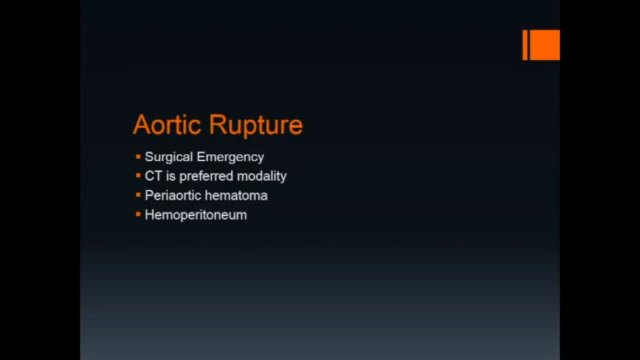 Aortic Rupture
Surgical Emergency
CT is preferred modality
Periaortic hematoma
Hemoperitoneum